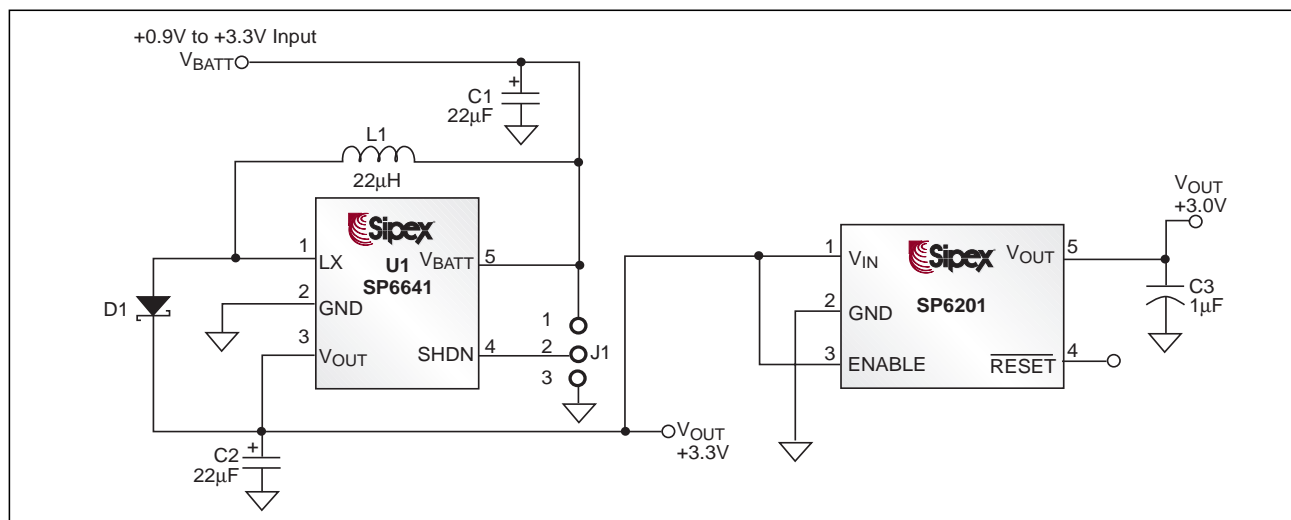 +0.9V to +3.3V Input
VBATT
+
C1
22µF
L1
22µH
Sipex
1
LX
U1
VBATT
5
SP6641
2
GND
3
VOUT
SHDN
4
D1
1
2
J1
3
+
C2
22µF
VOUT
+3.3V
Sipex
1
VIN
VOUT
5
SP6201
2
GND
3
ENABLE
RESET
4
VOUT
+3.0V
C3
1µF